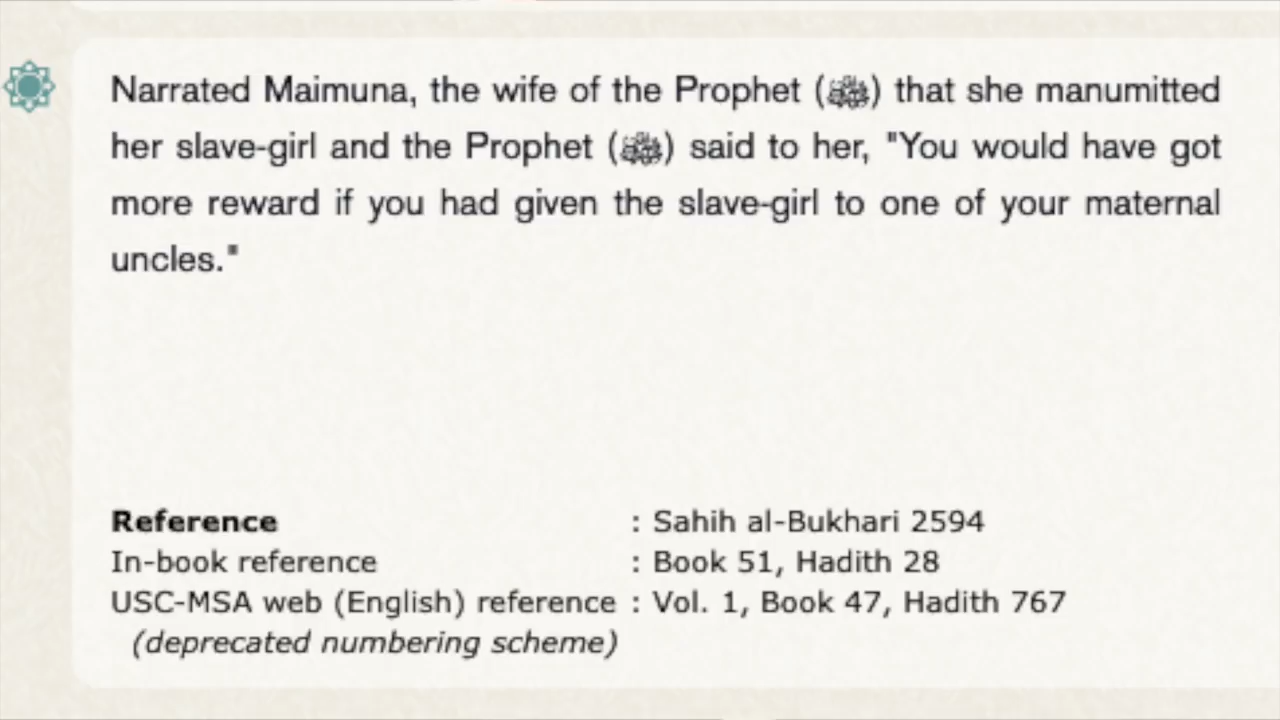 Narrated Maimuna, the wife of the Prophet (ﷺ) that she manumitted
her slave-girl and the Prophet (ﷺ) said to her, "You would have got
more reward if you had given the slave-girl to one of your maternal
uncles."
Reference : Sahih al-Bukhari 2594
In-book reference : Book 51, Hadith 28
USC-MSA web (English) reference : Vol. 1, Book 47, Hadith 767
(deprecated numbering scheme)